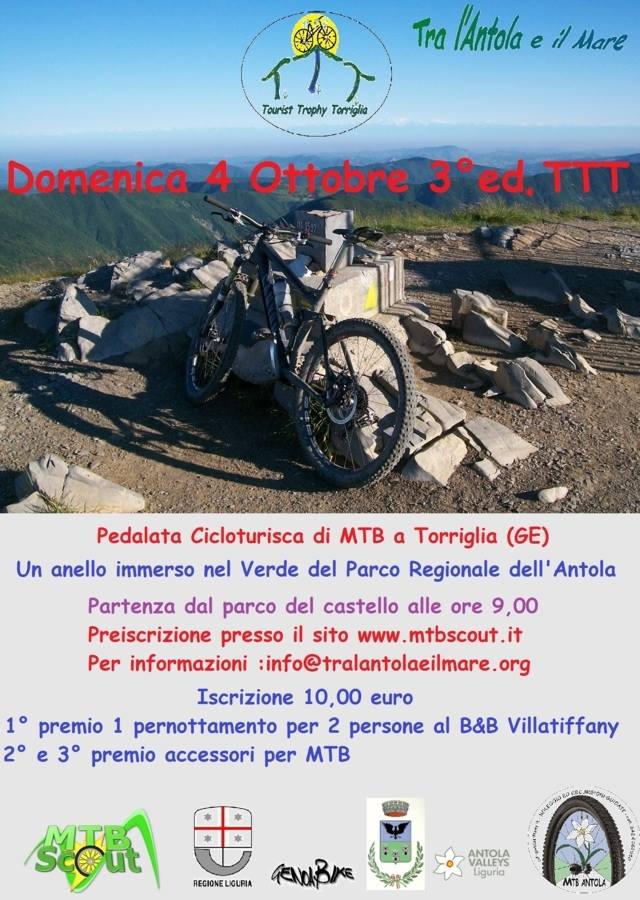 Tra l'Antola e il Mare
Tourist Trophy Torriglia
Domenica 4 Ottobre 3°ed. TTT
Pedalata Cicloturisca di MTB a Torriglia (GE)
Un anello immerso nel Verde del Parco Regionale dell'Antola
Partenza dal parco del castello alle ore 9,00
Preiscrizione presso il sito www.mtbscout.it
Per informazioni :info@tralantolaeilmare.org
Iscrizione 10,00 euro
1° premio 1 pernottamento per 2 persone al B&B Villatiffany
2° e 3° premio accessori per MTB
MTB
Scout
REGIONE LIGURIA
GENOABIKE
ANTOLA
VALLEYS
Liguria
MTB ANTOLA